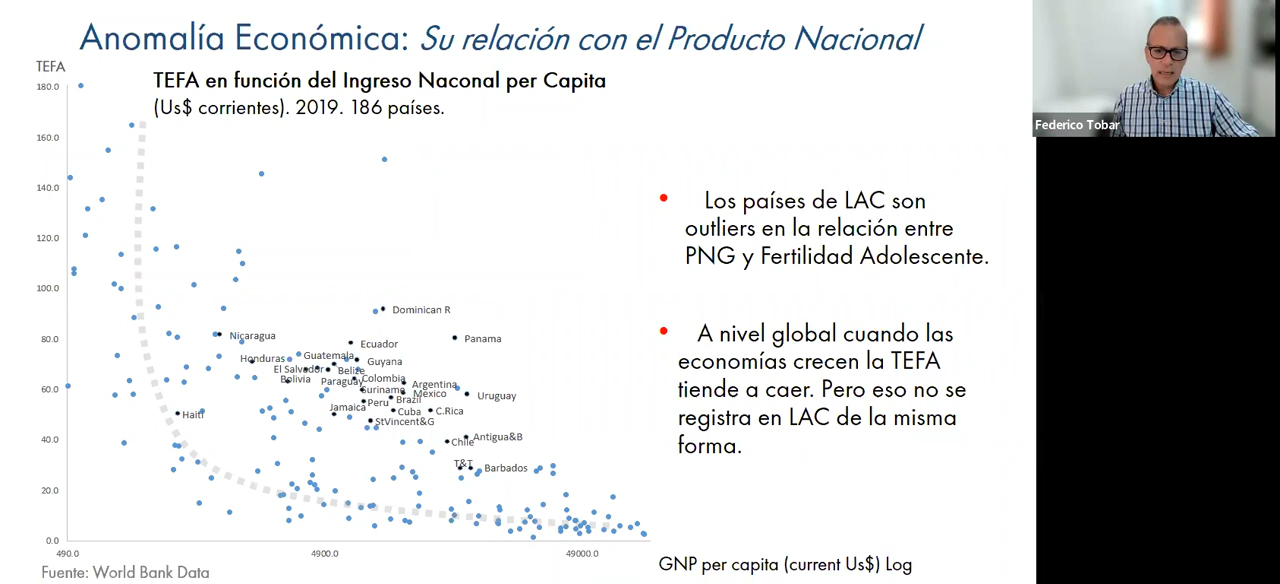 Anomalía Económica: Su relación con el Producto Nacional
TEFA
TEFA en función del Ingreso Naconal per Capita
(Us$ corrientes). 2019. 186 países.
180.0
160.0
140.0
120.0
100.0
80.0
60.0
40.0
20.0
0.0
490.0
4900.0
49000.0
Dominican R
Nicaragua
Ecuador
Panama
Honduras
Guatemala
Guyana
El Salvador
Belize
Bolivia
Paraguay
Colombia
Suriname
Argentina
Mexico
Uruguay
Peru
Brazil
Haiti
Jamaica
Cuba
C.Rica
StVincent&G
Chile
Antigua&B
T&T
Barbados
Los países de LAC son
outliers en la relación entre
PNG y Fertilidad Adolescente.
A nivel global cuando las
economías crecen la TEFA
tiende a caer. Pero eso no se
registra en LAC de la misma
forma.
GNP per capita (current Us$) Log
Fuente: World Bank Data
Federico Tobar